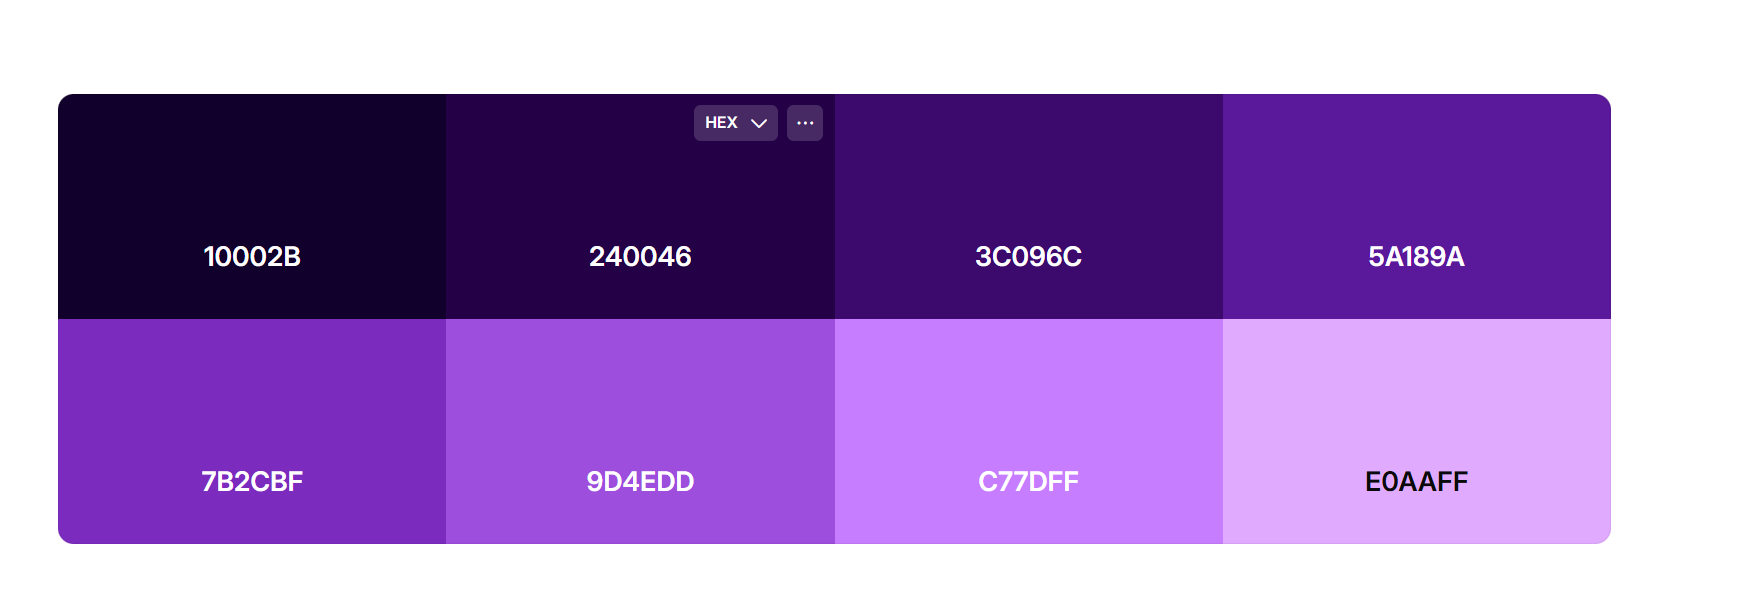 HEX
10002B
240046
3C096C
5A189A
7B2CBF
9D4EDD
C77DFF
E0AAFF